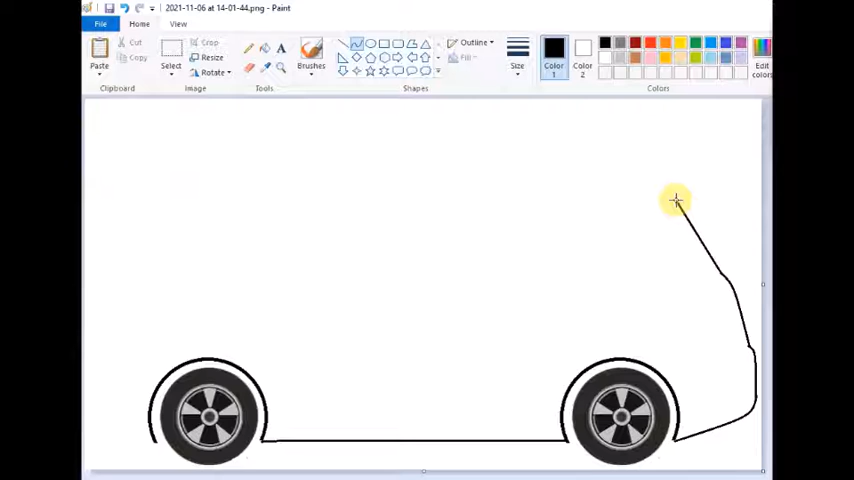 2021-11-06 at 14-01-44.png - Paint
File Home View
Cut Crop Outline
Paste Copy Select Resize Brushes Fill Size Color Color Edit
Rotate 1 2 colors
Clipboard Image Tools Shapes Colors